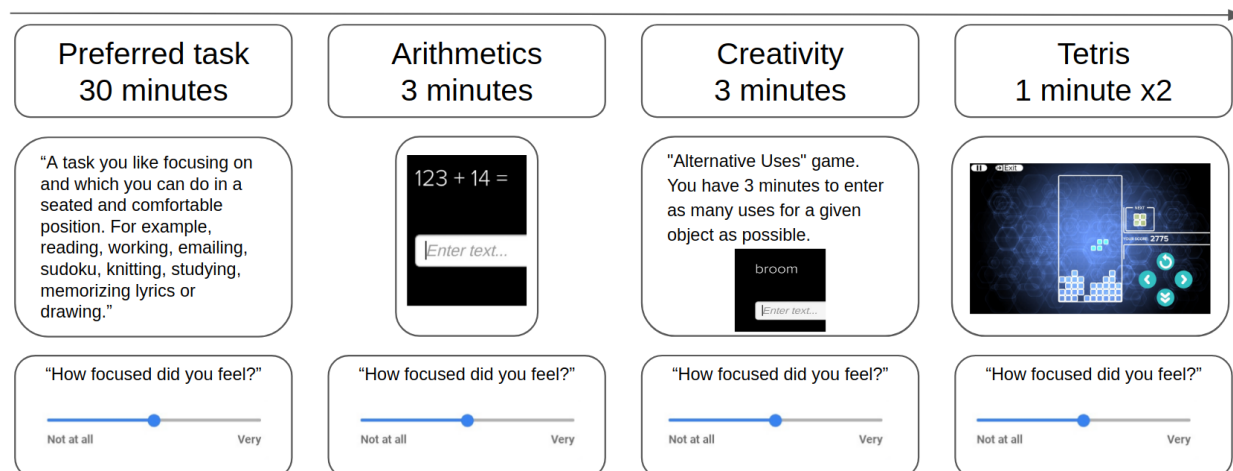 Preferred task
30 minutes
Arithmetics
3 minutes
Creativity
3 minutes
Tetris
1 minute x2
“A task you like focusing on
and which you can do in a
seated and comfortable
position. For example,
reading, working, emailing,
sudoku, knitting, studying,
memorizing lyrics or
drawing.”
123 + 14 =
Enter text...
"Alternative Uses" game.
You have 3 minutes to enter
as many uses for a given
object as possible.
broom
Enter text...
Exit
NEXT
2775
“How focused did you feel?”
Not at all Very
“How focused did you feel?”
Not at all Very
“How focused did you feel?”
Not at all Very
“How focused did you feel?”
Not at all Very